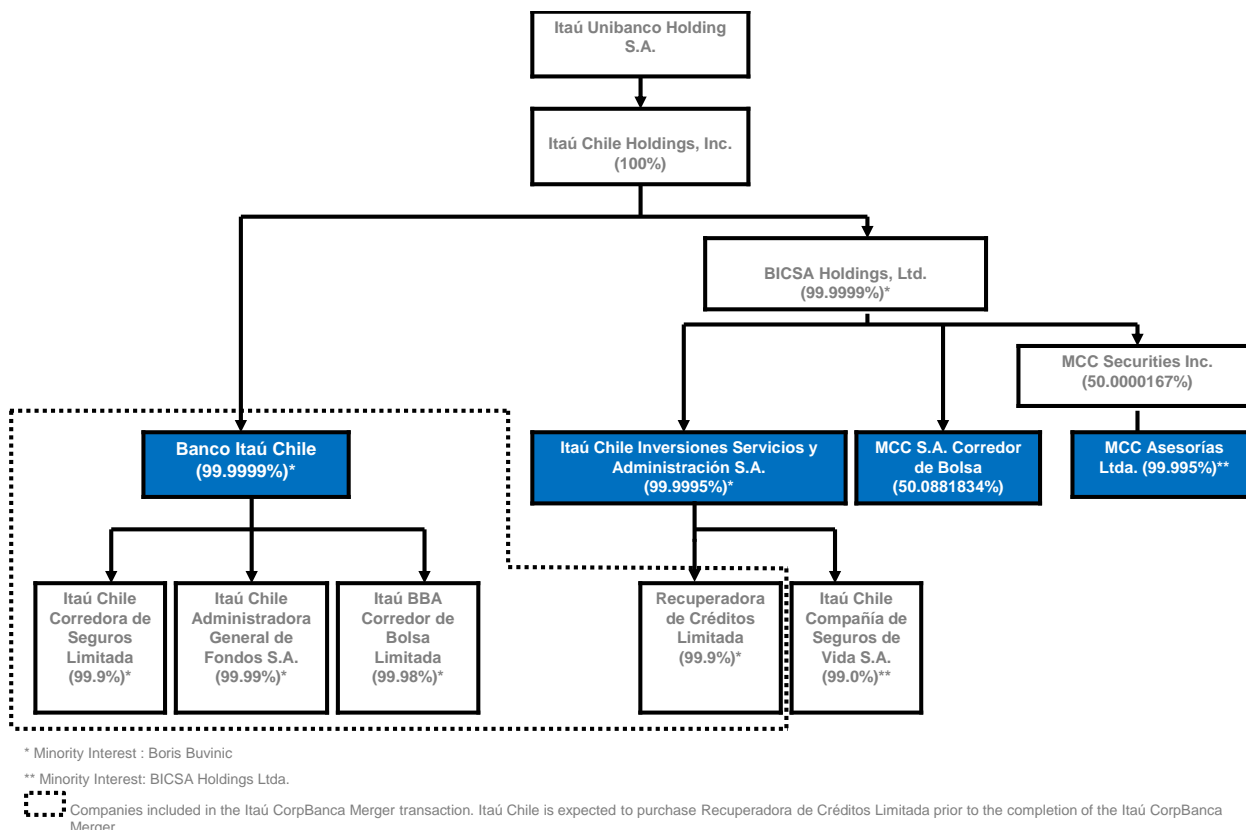 Itaú Unibanco Holding
S.A.
Itaú Chile Holdings, Inc.
(100%)
BICSA Holdings, Ltd.
(99.9999%)*
MCC Securities Inc.
(50.0000167%)
Banco Itaú Chile
(99.9999%)*
Itaú Chile Inversiones Servicios y
Administración S.A.
(99.9995%)*
MCC S.A. Corredor
de Bolsa
(50.0881834%)
MCC Asesorías
Ltda. (99.995%)**
Itaú Chile
Corredora de
Seguros
Limitada
(99.9%)*
Itaú Chile
Administradora
General de
Fondos S.A.
(99.99%)*
Itaú BBA
Corredor de
Bolsa
Limitada
(99.98%)*
Recuperadora
de Créditos
Limitada
(99.9%)*
Itaú Chile
Compañía de
Seguros de
Vida S.A.
(99.0%)**
* Minority Interest : Boris Buvinic
** Minority Interest: BICSA Holdings Ltda.
Companies included in the Itaú CorpBanca Merger transaction. Itaú Chile is expected to purchase Recuperadora de Créditos Limitada prior to the completion of the Itaú CorpBanca
Merger